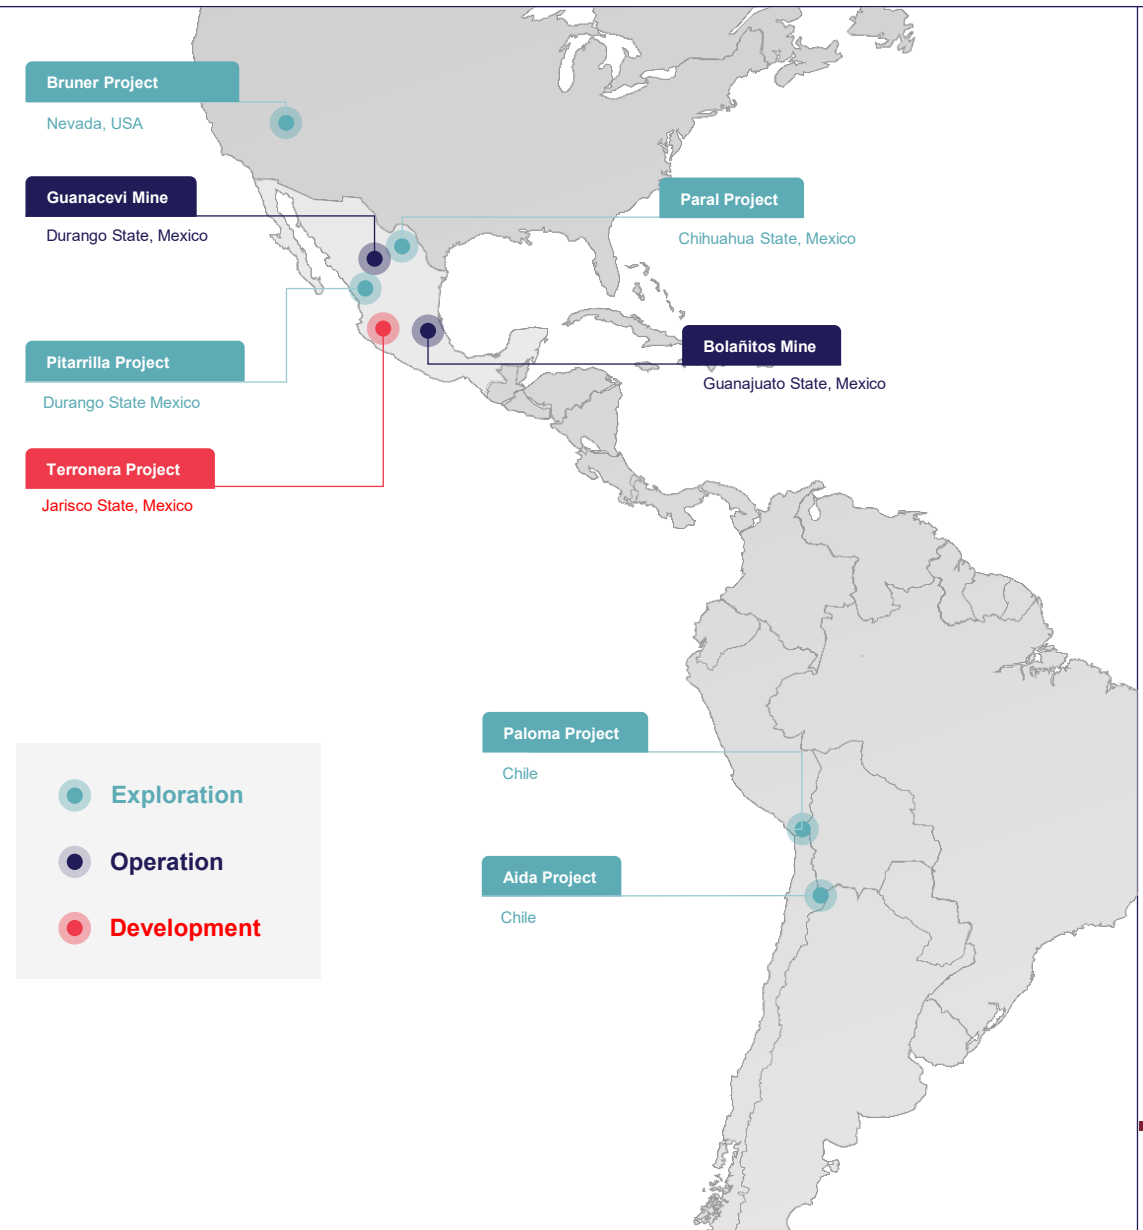 Bruner Project
Nevada, USA
Guanacevi Mine
Durango State, Mexico
Paral Project
Chihuahua State, Mexico
Pitarrilla Project
Durango State Mexico
Bolañitos Mine
Guanajuato State, Mexico
Terronera Project
Jarisco State, Mexico
Paloma Project
Chile
Aida Project
Chile
Exploration
Operation
Development